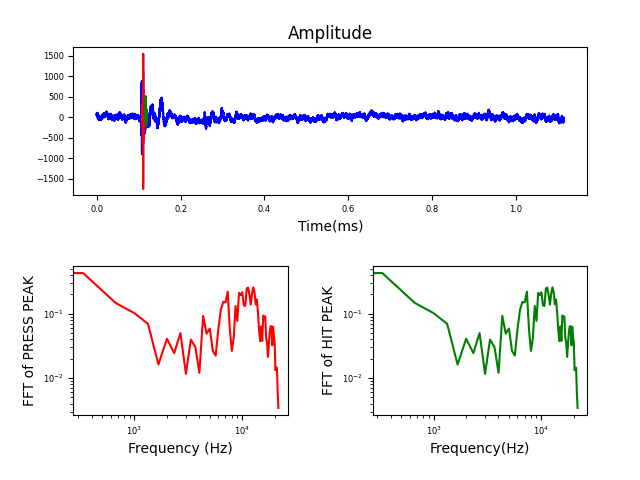 Amplitude
1500
1000
500
0
−500
−1000
−1500
0.0 0.2 0.4 0.6 0.8 1.0
Time(ms)
FFT of PRESS PEAK
10⁻¹
10⁻²
10³ 10⁴
Frequency (Hz)
FFT of HIT PEAK
10⁻¹
10⁻²
10³ 10⁴
Frequency(Hz)